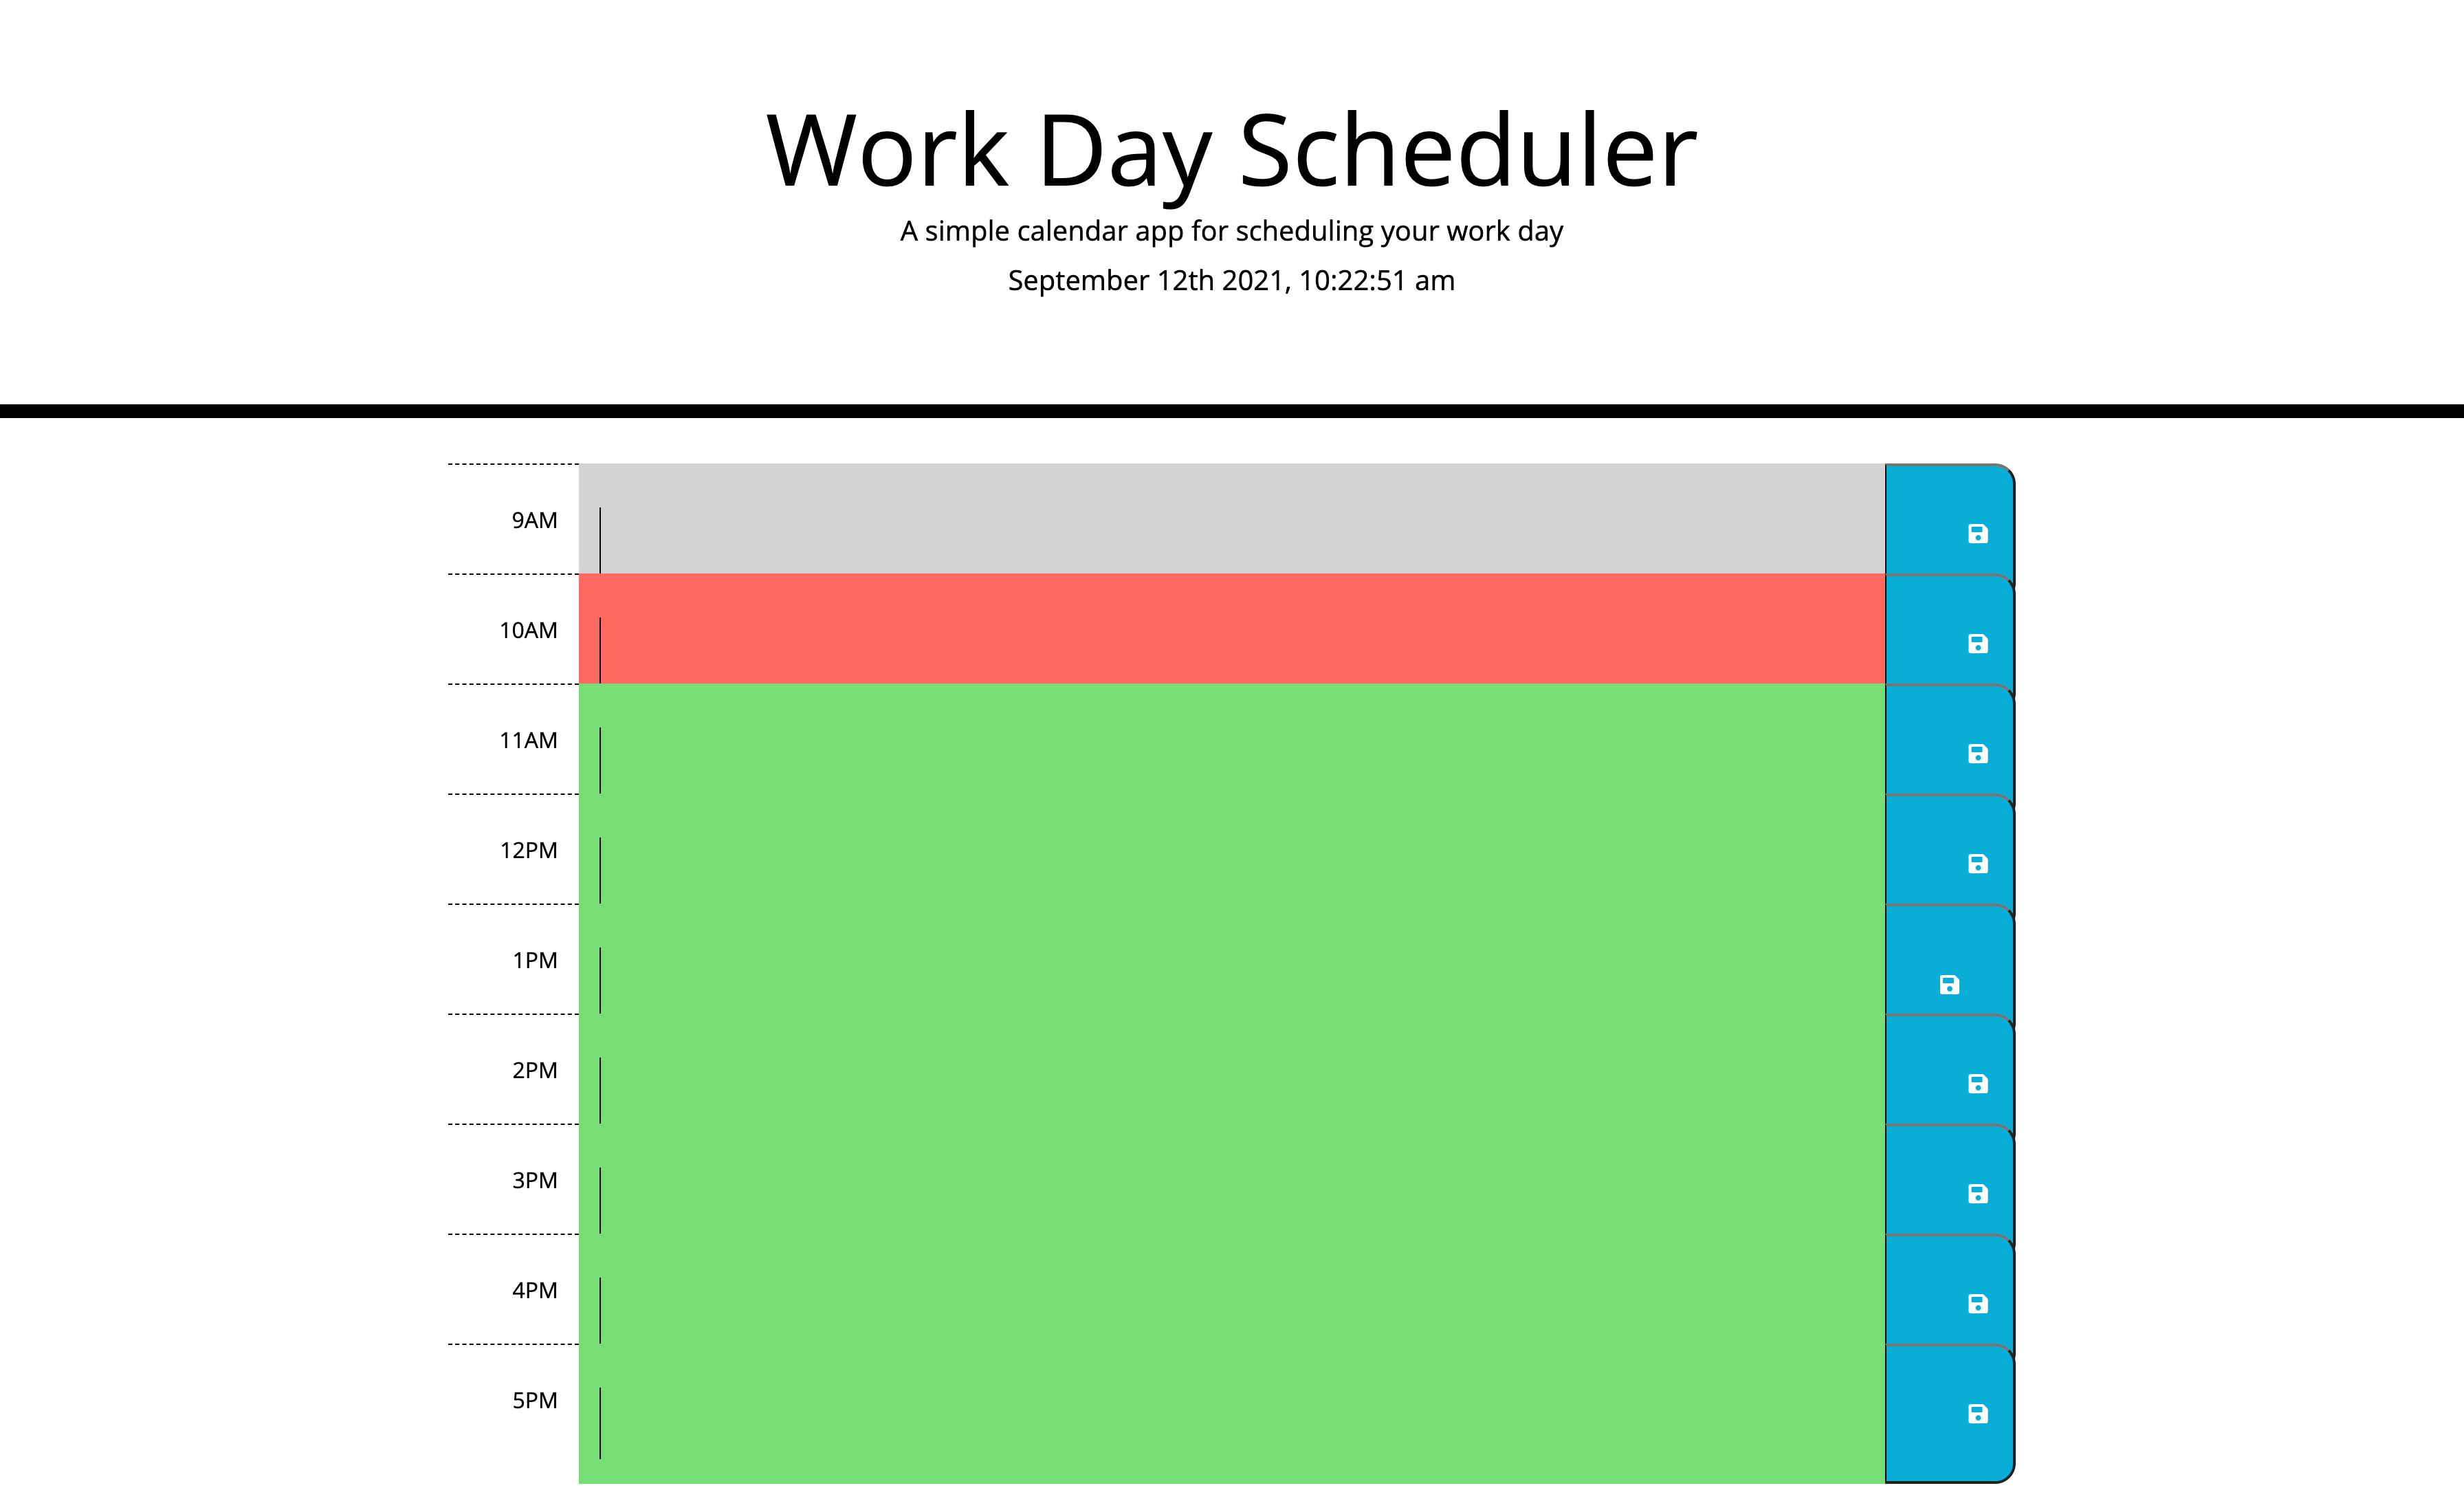 Work Day Scheduler
A simple calendar app for scheduling your work day
September 12th 2021, 10:22:51 am
9AM
10AM
11AM
12PM
1PM
2PM
3PM
4PM
5PM